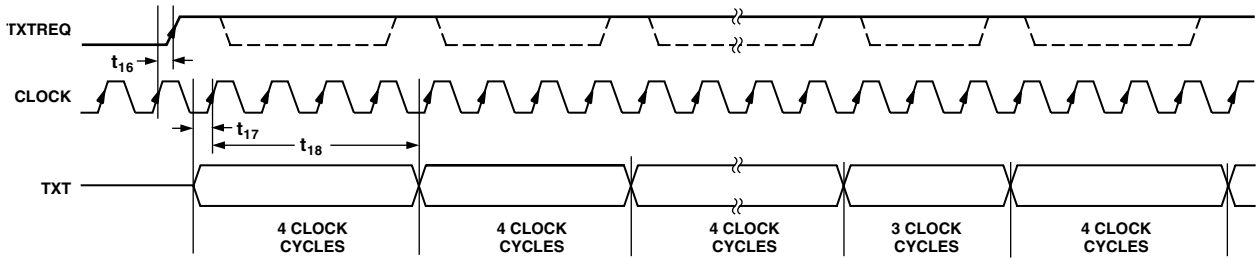 TXTREQ
t16
CLOCK
t17
t18
TXT
4 CLOCK
CYCLES
4 CLOCK
CYCLES
4 CLOCK
CYCLES
3 CLOCK
CYCLES
4 CLOCK
CYCLES